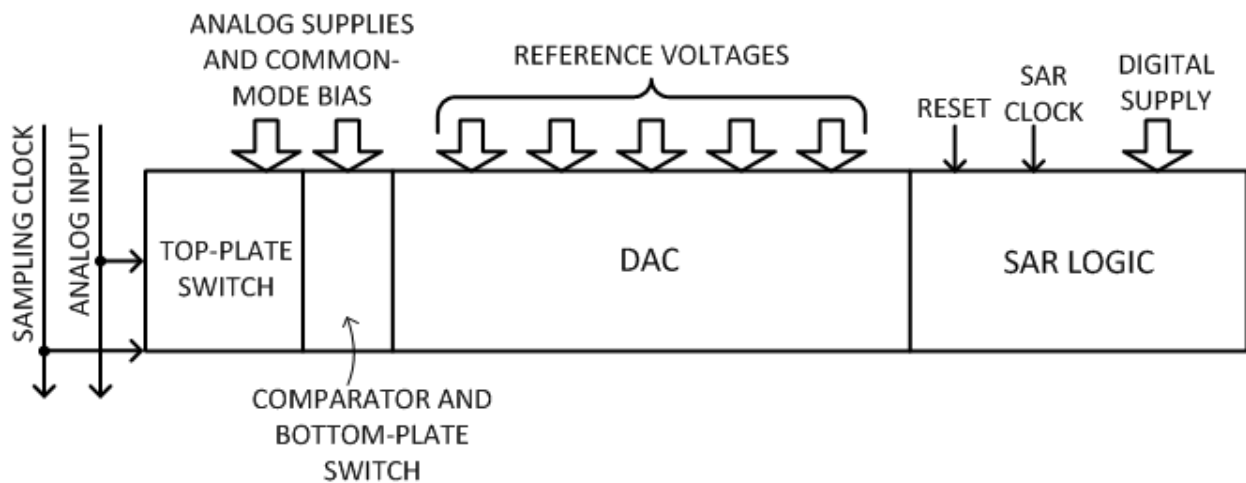 ANALOG SUPPLIES
AND COMMON-
MODE BIAS
REFERENCE VOLTAGES
RESET
SAR
CLOCK
DIGITAL
SUPPLY
SAMPLING CLOCK
ANALOG INPUT
TOP-PLATE
SWITCH
DAC
SAR LOGIC
COMPARATOR AND
BOTTOM-PLATE
SWITCH